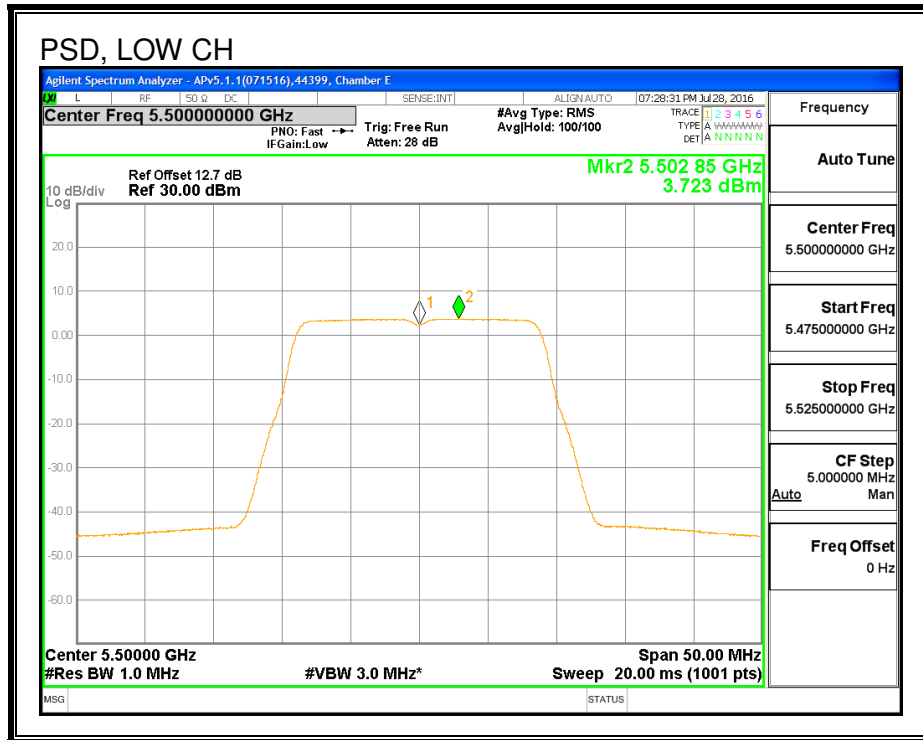 PSD, LOW CH
Agilent Spectrum Analyzer - APv5.1.1(071516),44399, Chamber E
LXI L RF 50 Ω DC SENSE:INT ALIGN AUTO 07:28:31 PM Jul 28, 2016
Center Freq 5.500000000 GHz
#Avg Type: RMS
TRACE 1 2 3 4 5 6
PNO: Fast
Trig: Free Run
Avg|Hold: 100/100
TYPE A WWWWW
IFGain:Low
Atten: 28 dB
DET A N N N N N
Frequency
Auto Tune
Mkr2 5.502 85 GHz
3.723 dBm
Ref Offset 12.7 dB
10 dB/div Ref 30.00 dBm
Log
20.0
10.0
0.00
-10.0
-20.0
-30.0
-40.0
-50.0
-60.0
1
2
Center Freq
5.500000000 GHz
Start Freq
5.475000000 GHz
Stop Freq
5.525000000 GHz
CF Step
5.000000 MHz
Auto Man
Freq Offset
0 Hz
Center 5.50000 GHz Span 50.00 MHz
#Res BW 1.0 MHz #VBW 3.0 MHz* Sweep 20.00 ms (1001 pts)
MSG STATUS